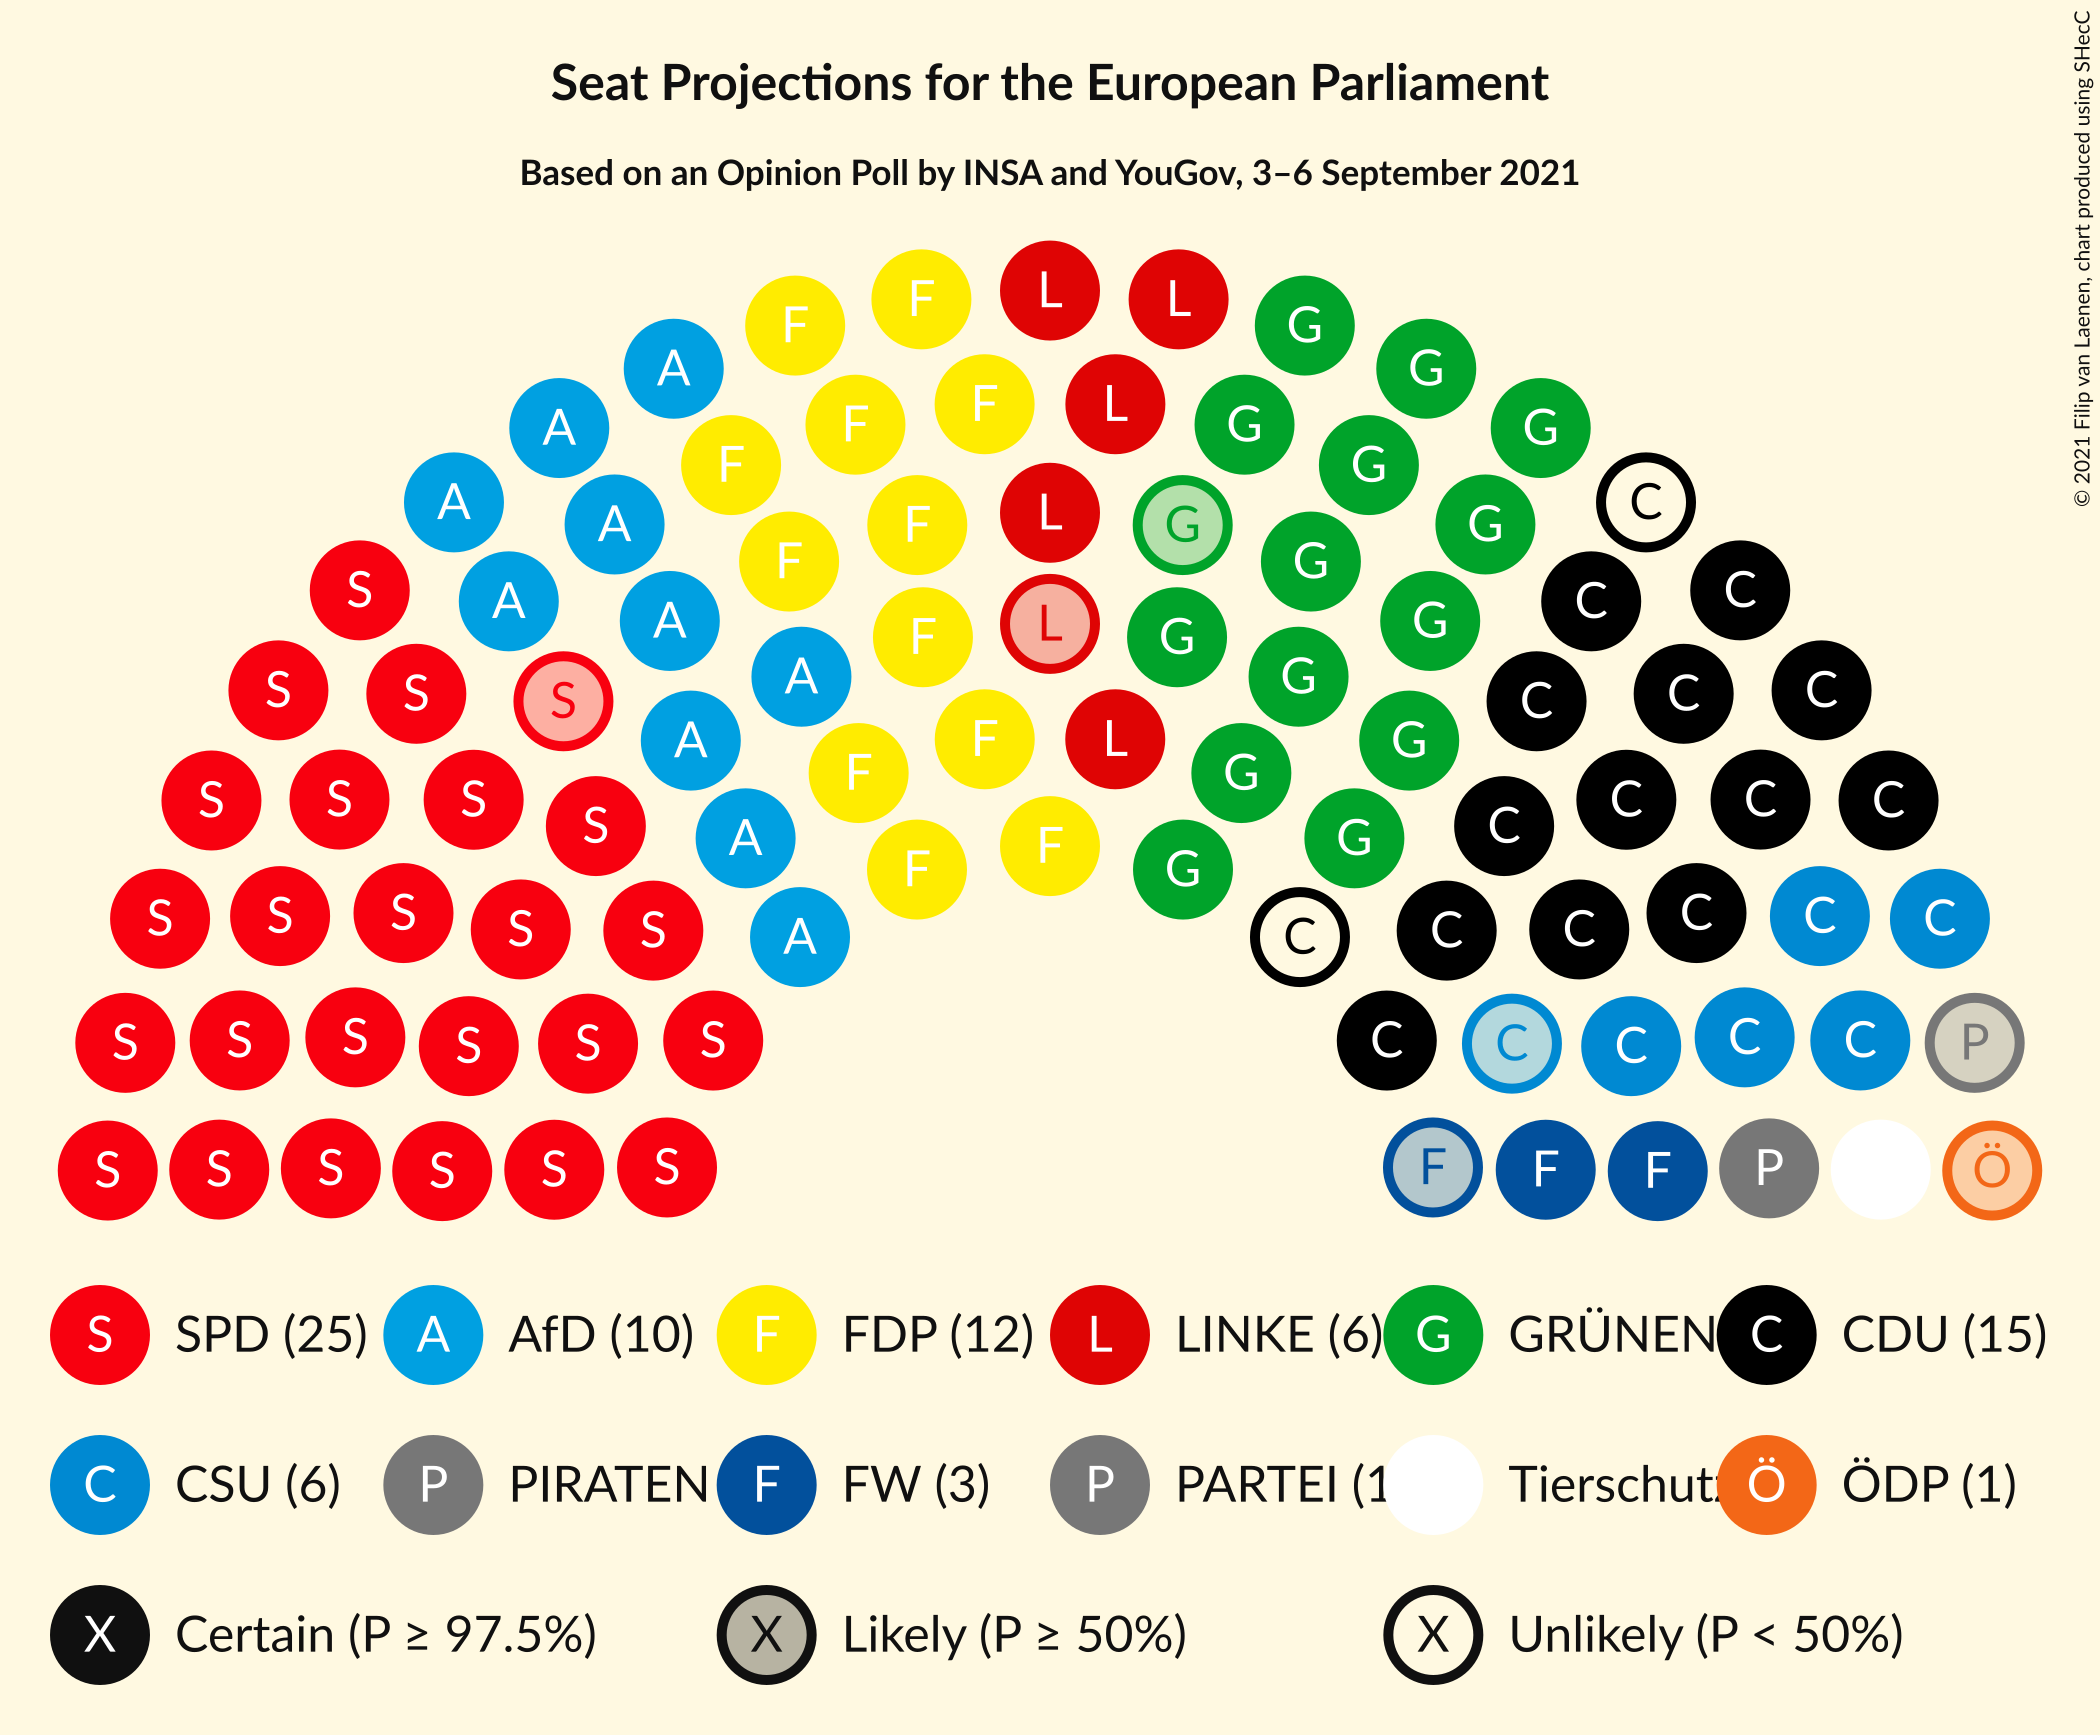 Seat Projections for the European Parliament
Based on an Opinion Poll by INSA and YouGov, 3–6 September 2021
© 2021 Filip van Laenen, chart produced using SHecC
L
F L
F G
A F L G
A F G G
F G
A F L G G
A F G C
A A F G G G
S A F L G C C
A A F L G G C
S S S A G C C C
A F L G
S S S S A F G G C C C C
S S S S S A F F G C C C C C C
S S S S S S C C C C C P
S S S S S S F F F P Ö
S SPD (25) A AfD (10) F FDP (12) L LINKE (6) G GRÜNEN C CDU (15)
C CSU (6) P PIRATEN F FW (3) P PARTEI (1 Tierschutz Ö ÖDP (1)
X Certain (P ≥ 97.5%) X Likely (P ≥ 50%) X Unlikely (P < 50%)